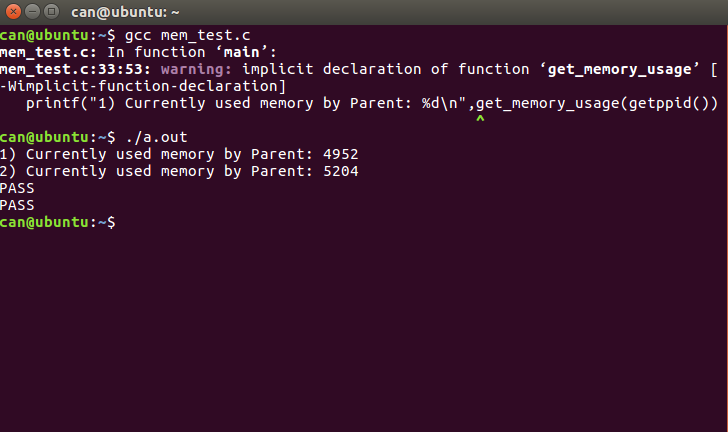 can@ubuntu: ~
can@ubuntu:~$ gcc mem_test.c
mem_test.c: In function ‘main’:
mem_test.c:33:53: warning: implicit declaration of function ‘get_memory_usage’ [
-Wimplicit-function-declaration]
   printf("1) Currently used memory by Parent: %d\n",get_memory_usage(getppid())
                                                     ^
can@ubuntu:~$ ./a.out
1) Currently used memory by Parent: 4952
2) Currently used memory by Parent: 5204
PASS
PASS
can@ubuntu:~$